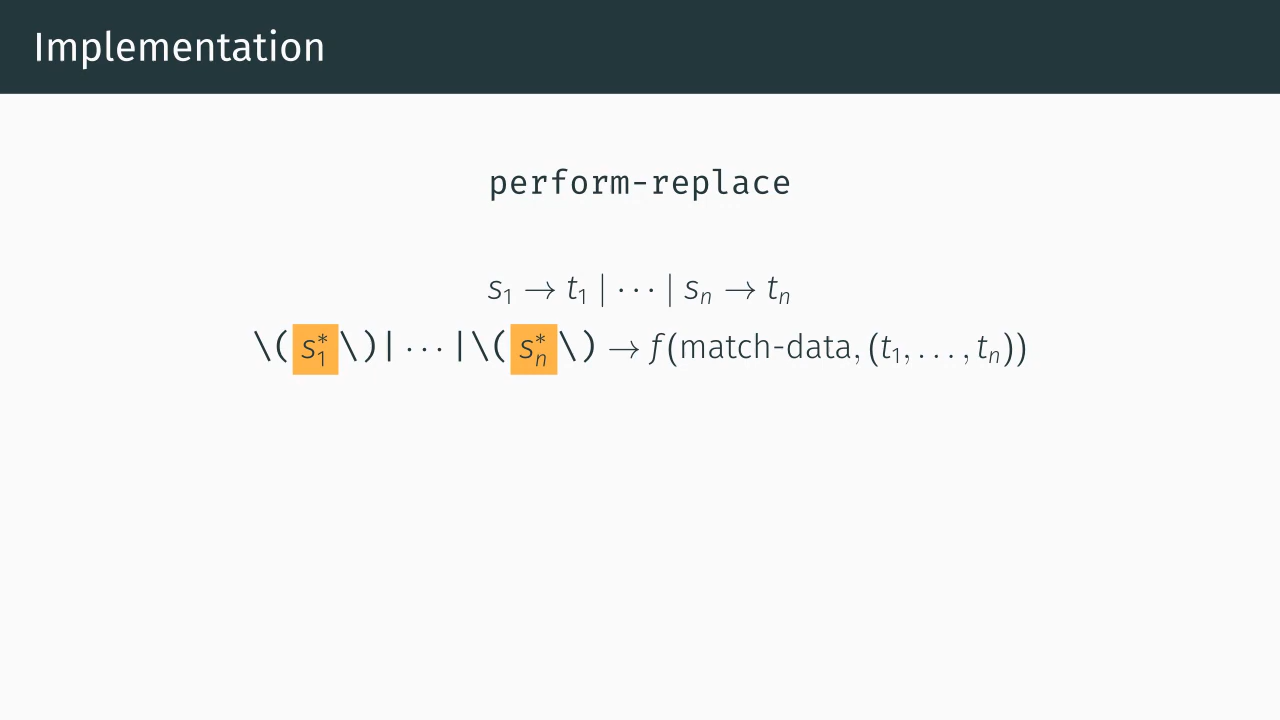 Implementation
perform-replace
s₁ → t₁ | ⋯ | sₙ → tₙ
\(s₁*\)|⋯|\(sₙ*\) → f(match-data, (t₁, …, tₙ))